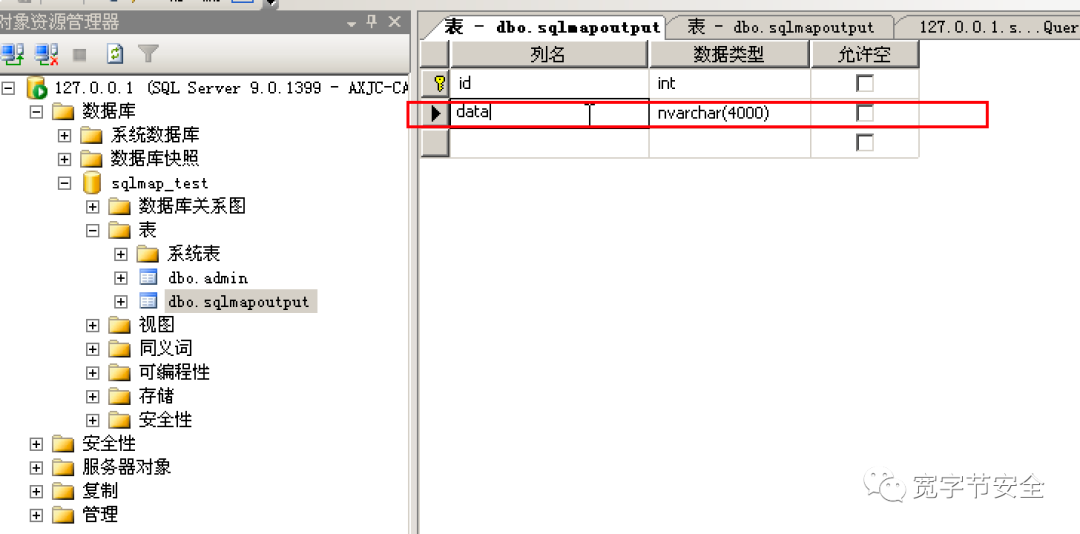 对象资源管理器
127.0.0.1 (SQL Server 9.0.1399 - AXJC-CA
数据库
系统数据库
数据库快照
sqlmap_test
数据库关系图
表
系统表
dbo.admin
dbo.sqlmapoutput
视图
同义词
可编程性
存储
安全性
安全性
服务器对象
复制
管理
表 - dbo.sqlmapoutput 表 - dbo.sqlmapoutput 127.0.0.1.s...Quer
列名 数据类型 允许空
id int
data nvarchar(4000)
宽字节安全